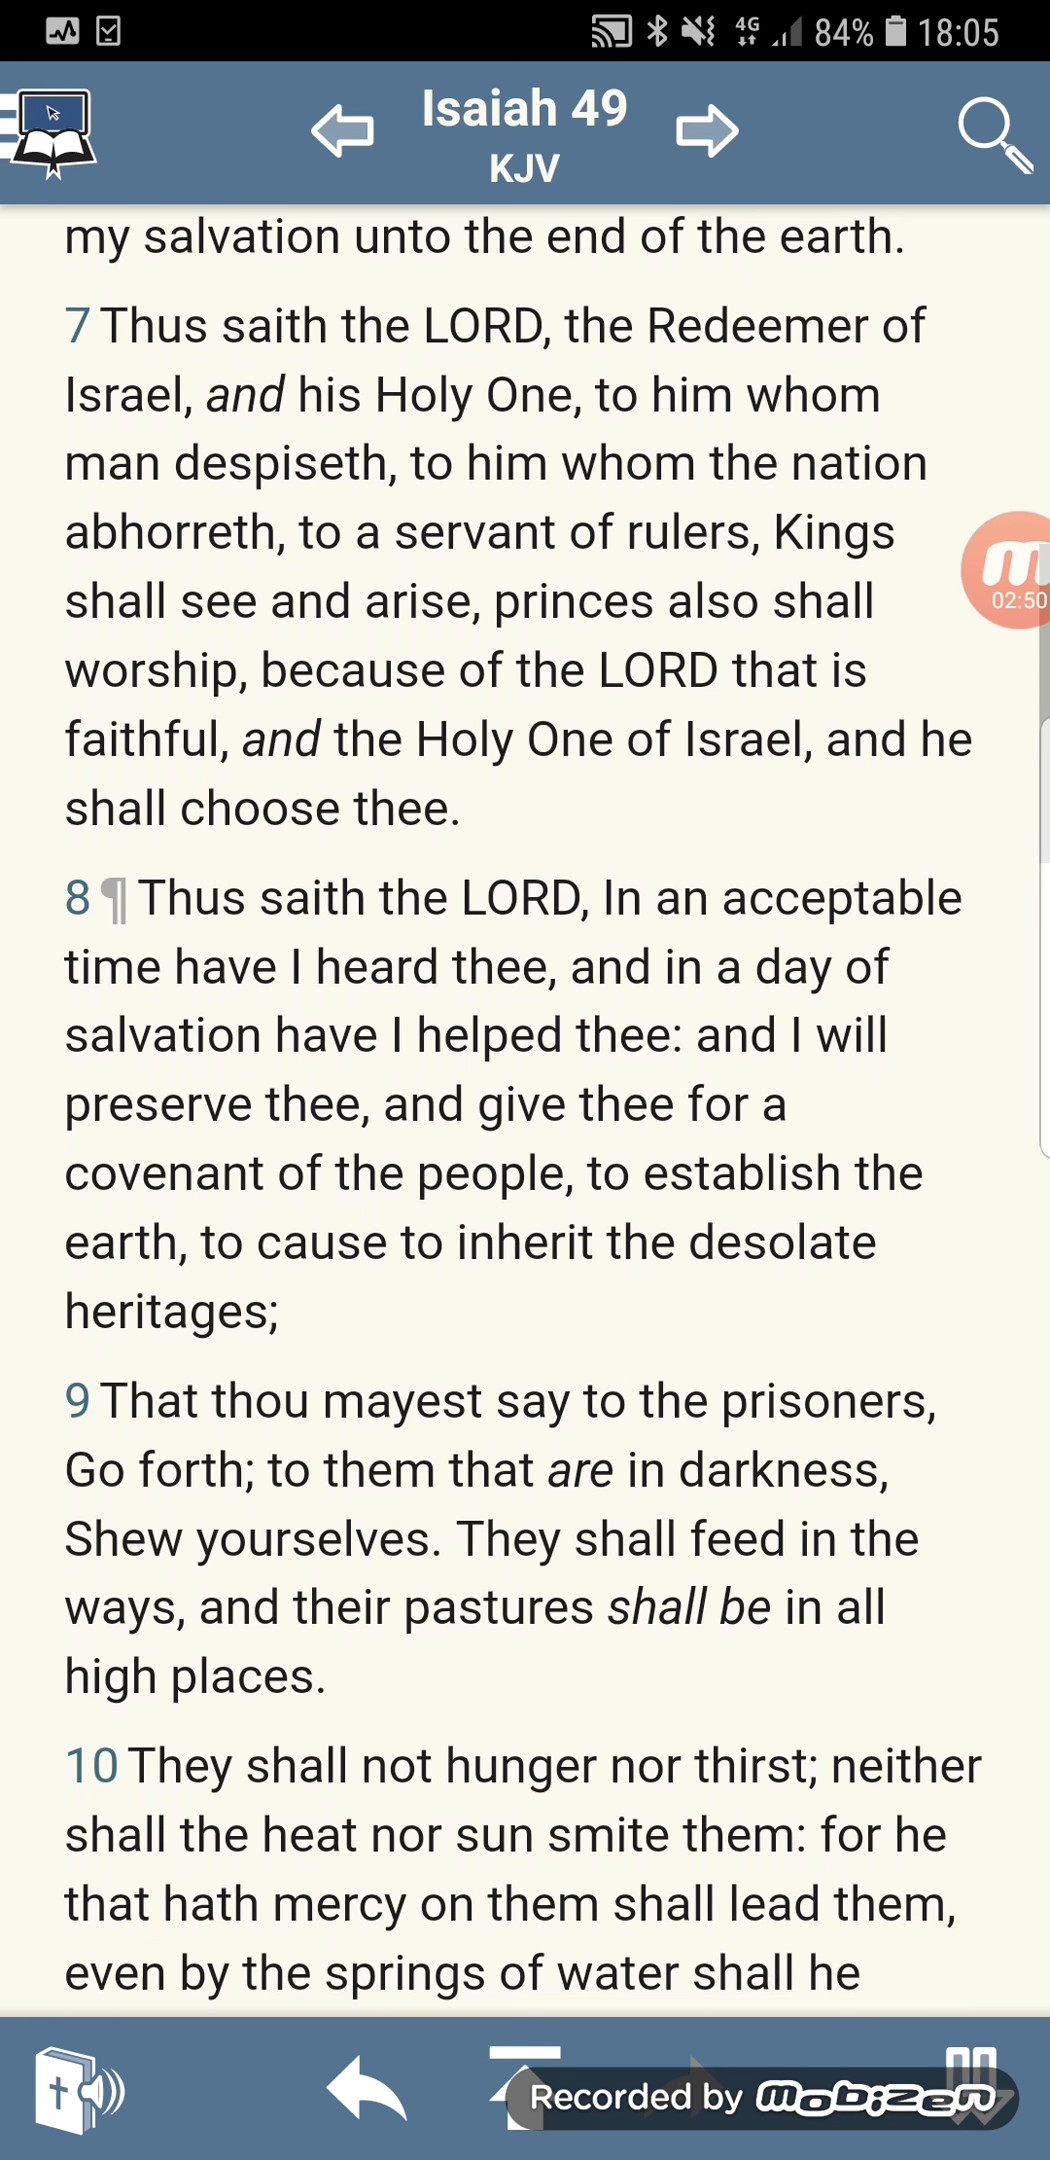 4G 84% 18:05
Isaiah 49
KJV
my salvation unto the end of the earth.
7 Thus saith the LORD, the Redeemer of
Israel, and his Holy One, to him whom
man despiseth, to him whom the nation
abhorreth, to a servant of rulers, Kings
shall see and arise, princes also shall
worship, because of the LORD that is
faithful, and the Holy One of Israel, and he
shall choose thee.
02:50
8 ¶ Thus saith the LORD, In an acceptable
time have I heard thee, and in a day of
salvation have I helped thee: and I will
preserve thee, and give thee for a
covenant of the people, to establish the
earth, to cause to inherit the desolate
heritages;
9 That thou mayest say to the prisoners,
Go forth; to them that are in darkness,
Shew yourselves. They shall feed in the
ways, and their pastures shall be in all
high places.
10 They shall not hunger nor thirst; neither
shall the heat nor sun smite them: for he
that hath mercy on them shall lead them,
even by the springs of water shall he
Recorded by mobizen